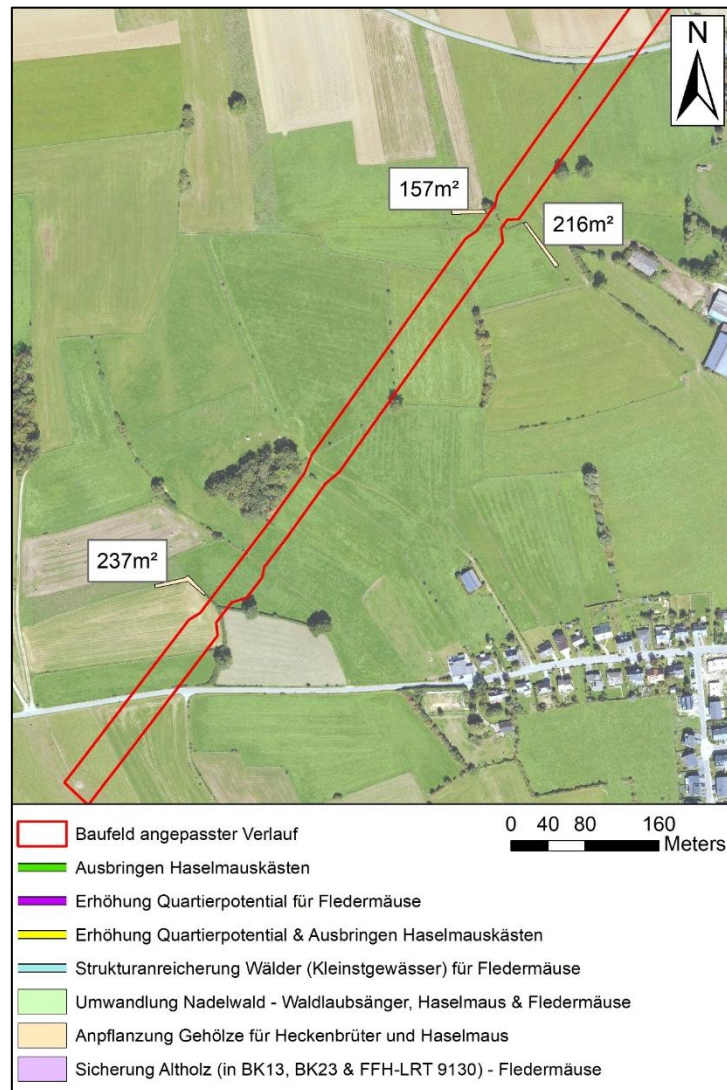 N
157m²
216m²
237m²
Baufeld angepasster Verlauf
0 40 80 160
Meters
Ausbringen Haselmauskästen
Erhöhung Quartierpotential für Fledermäuse
Erhöhung Quartierpotential & Ausbringen Haselmauskästen
Strukturanreicherung Wälder (Kleinstgewässer) für Fledermäuse
Umwandlung Nadelwald - Waldlaubsänger, Haselmaus & Fledermäuse
Anpflanzung Gehölze für Heckenbrüter und Haselmaus
Sicherung Altholz (in BK13, BK23 & FFH-LRT 9130) - Fledermäuse